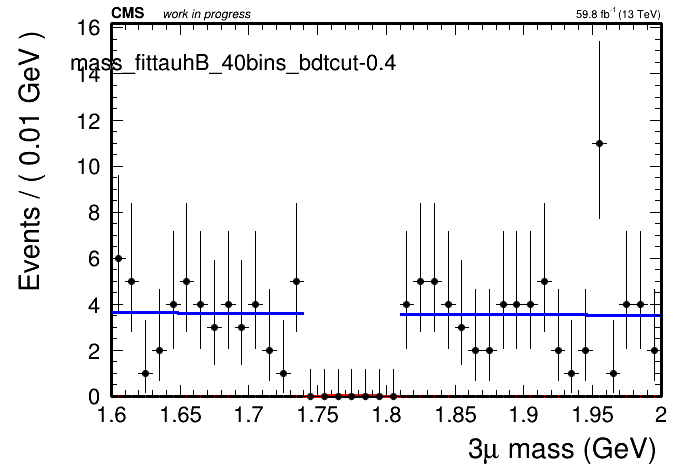 CMS work in progress 59.8 fb-1 (13 TeV)
mass_fittauhB_40bins_bdtcut-0.4
Events / ( 0.01 GeV )
16
14
12
10
8
6
4
2
0
1.6 1.65 1.7 1.75 1.8 1.85 1.9 1.95 2
3μ mass (GeV)